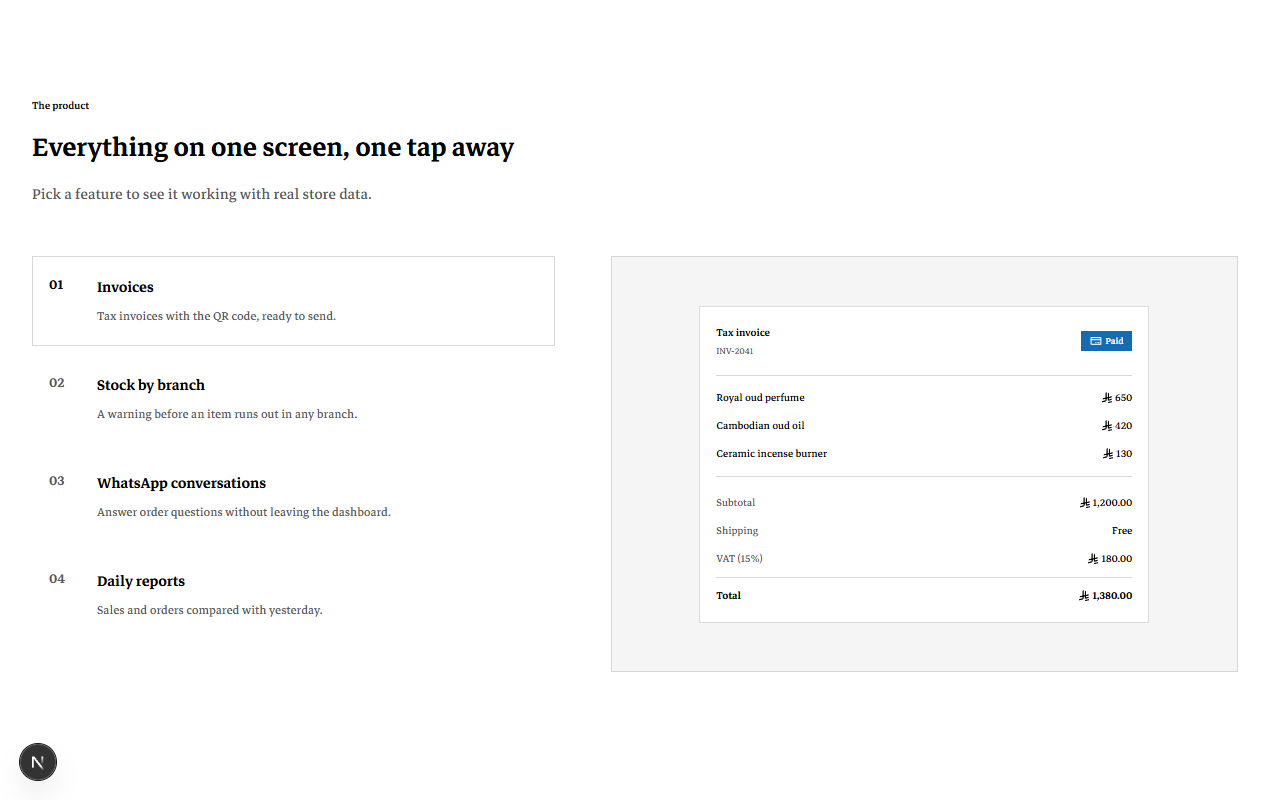 The product
Everything on one screen, one tap away
Pick a feature to see it working with real store data.
01 Invoices
Tax invoices with the QR code, ready to send.
02 Stock by branch
A warning before an item runs out in any branch.
03 WhatsApp conversations
Answer order questions without leaving the dashboard.
04 Daily reports
Sales and orders compared with yesterday.
Tax invoice
INV-2041
Paid
Royal oud perfume ⃁ 650
Cambodian oud oil ⃁ 420
Ceramic incense burner ⃁ 130
Subtotal ⃁ 1,200.00
Shipping Free
VAT (15%) ⃁ 180.00
Total ⃁ 1,380.00
N